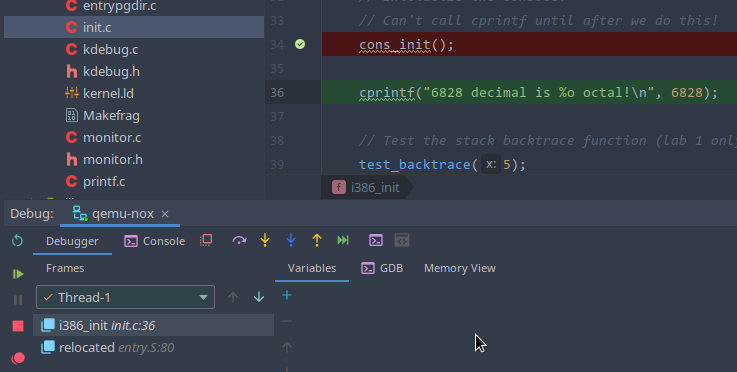 entrypgdir.c
init.c
kdebug.c
kdebug.h
kernel.ld
Makefrag
monitor.c
monitor.h
printf.c
33 // Can't call cprintf until after we do this!
34 cons_init();
35
36 cprintf("6828 decimal is %o octal!\n", 6828);
37
38 // Test the stack backtrace function (lab 1 only
39 test_backtrace( x: 5);
f i386_init
Debug: qemu-nox ×
Debugger Console
Frames Variables GDB Memory View
Thread-1
i386_init init.c:36
relocated entry.S:80